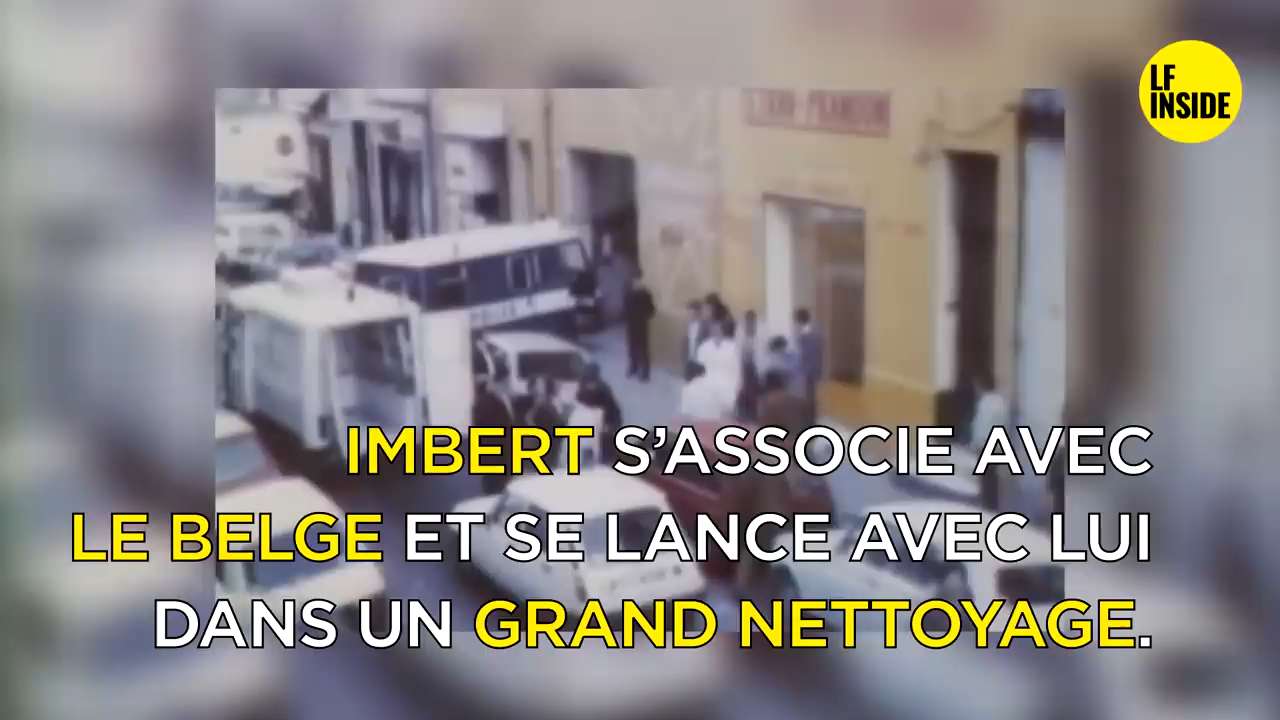 LF
INSIDE
IMBERT S’ASSOCIE AVEC
LE BELGE ET SE LANCE AVEC LUI
DANS UN GRAND NETTOYAGE.